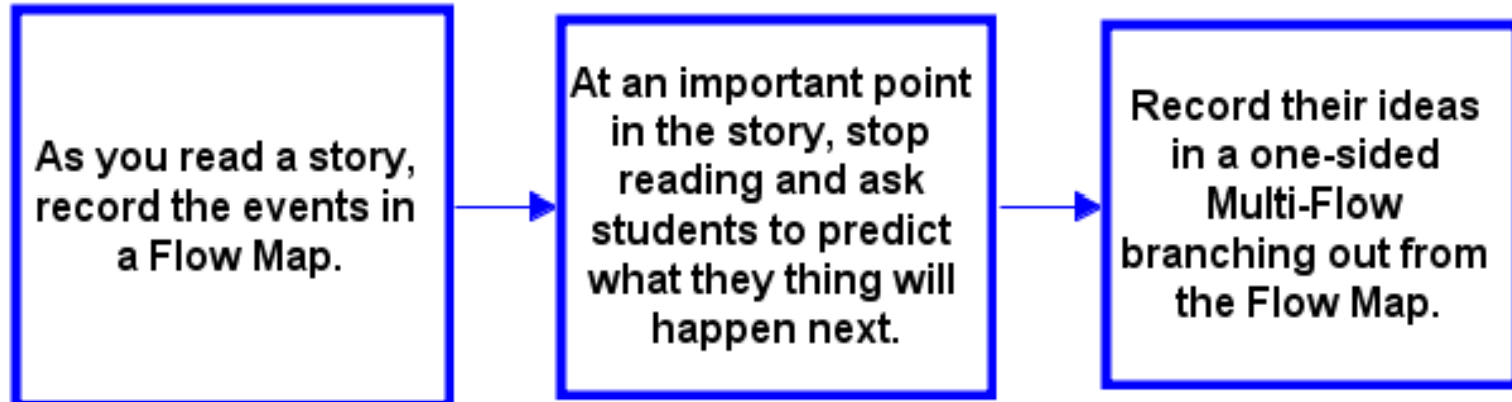 As you read a story,
record the events in
a Flow Map.
At an important point
in the story, stop
reading and ask
students to predict
what they thing will
happen next.
Record their ideas
in a one-sided
Multi-Flow
branching out from
the Flow Map.